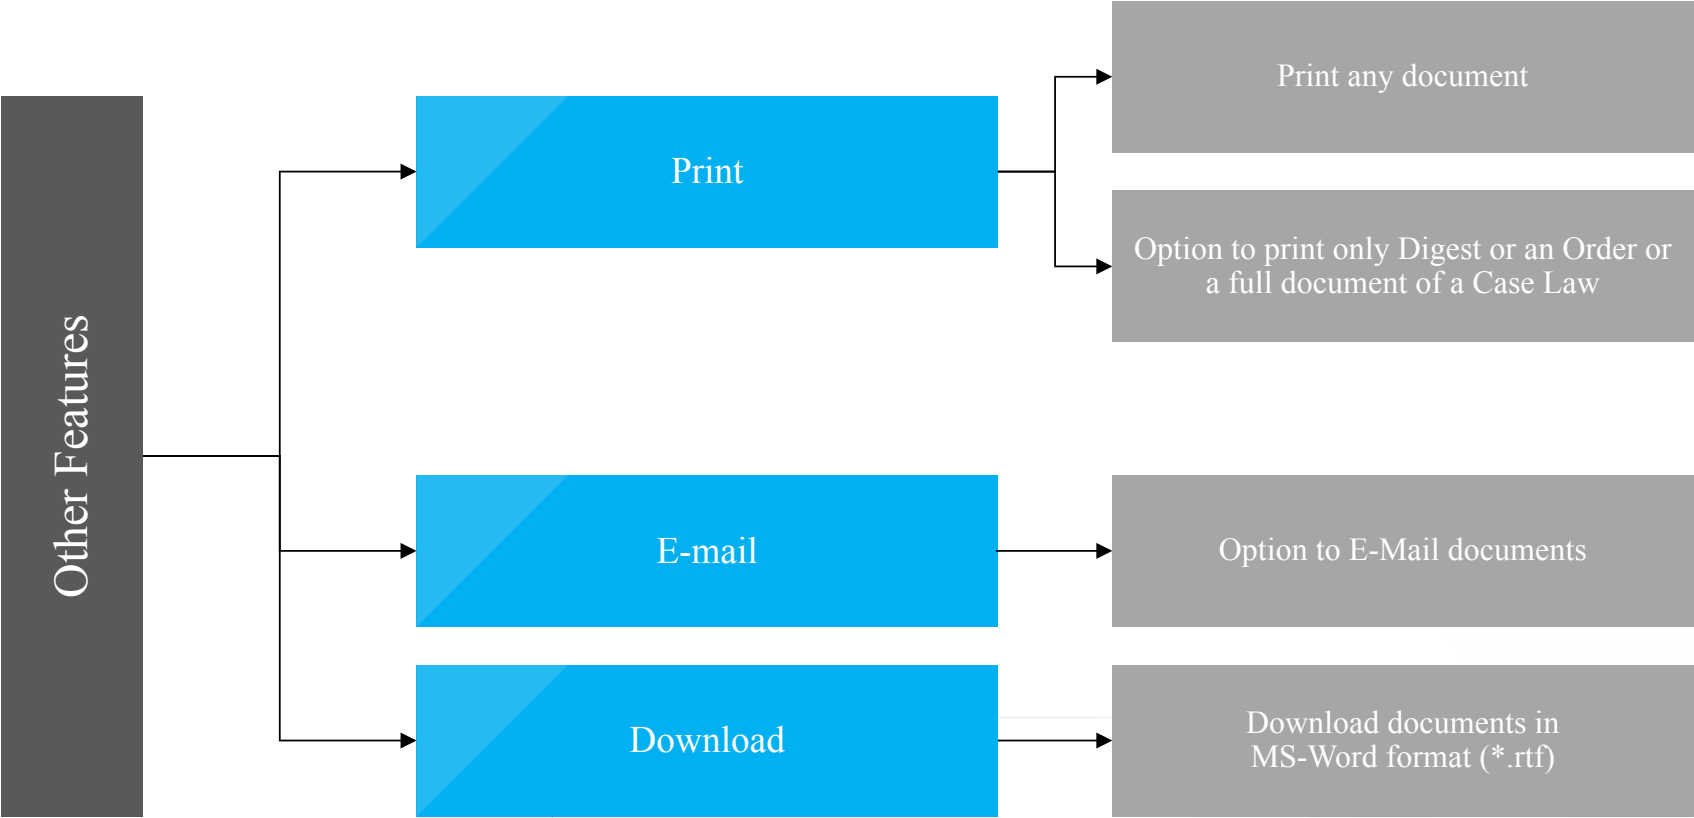 Other Features
Print
Print any document
Option to print only Digest or an Order or
a full document of a Case Law
E-mail
Option to E-Mail documents
Download
Download documents in
MS-Word format (*.rtf)